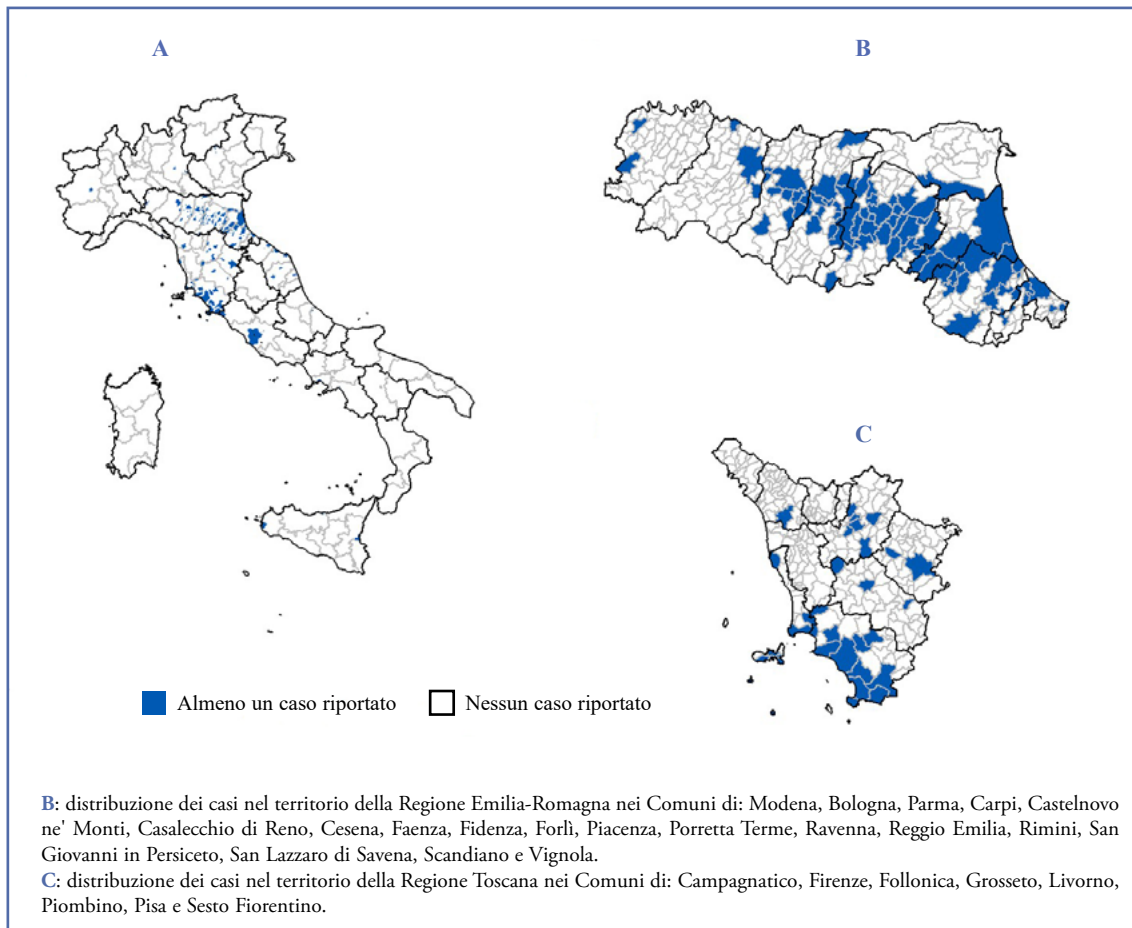 A
B
C
Almeno un caso riportato
Nessun caso riportato
B: distribuzione dei casi nel territorio della Regione Emilia-Romagna nei Comuni di: Modena, Bologna, Parma, Carpi, Castelnovo
ne' Monti, Casalecchio di Reno, Cesena, Faenza, Fidenza, Forlì, Piacenza, Porretta Terme, Ravenna, Reggio Emilia, Rimini, San
Giovanni in Persiceto, San Lazzaro di Savena, Scandiano e Vignola.
C: distribuzione dei casi nel territorio della Regione Toscana nei Comuni di: Campagnatico, Firenze, Follonica, Grosseto, Livorno,
Piombino, Pisa e Sesto Fiorentino.